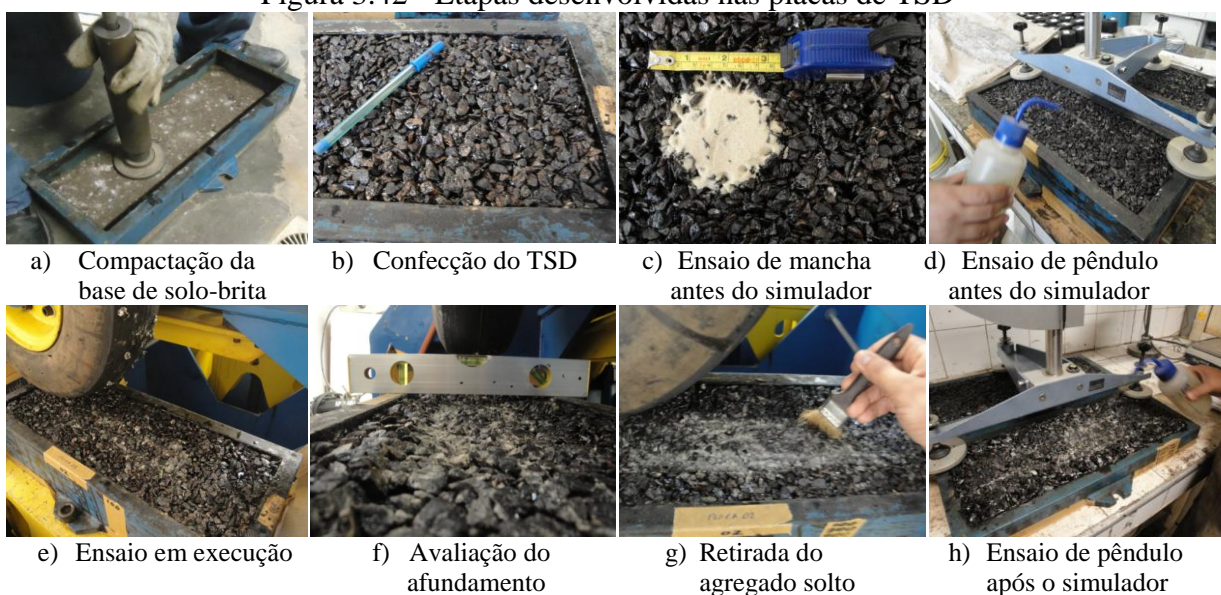 Figura 3.42 - Etapas desenvolvidas nas placas de TSD
a) Compactação da
base de solo-brita
b) Confecção do TSD
c) Ensaio de mancha
antes do simulador
d) Ensaio de pêndulo
antes do simulador
e) Ensaio em execução
f) Avaliação do
afundamento
g) Retirada do
agregado solto
h) Ensaio de pêndulo
após o simulador